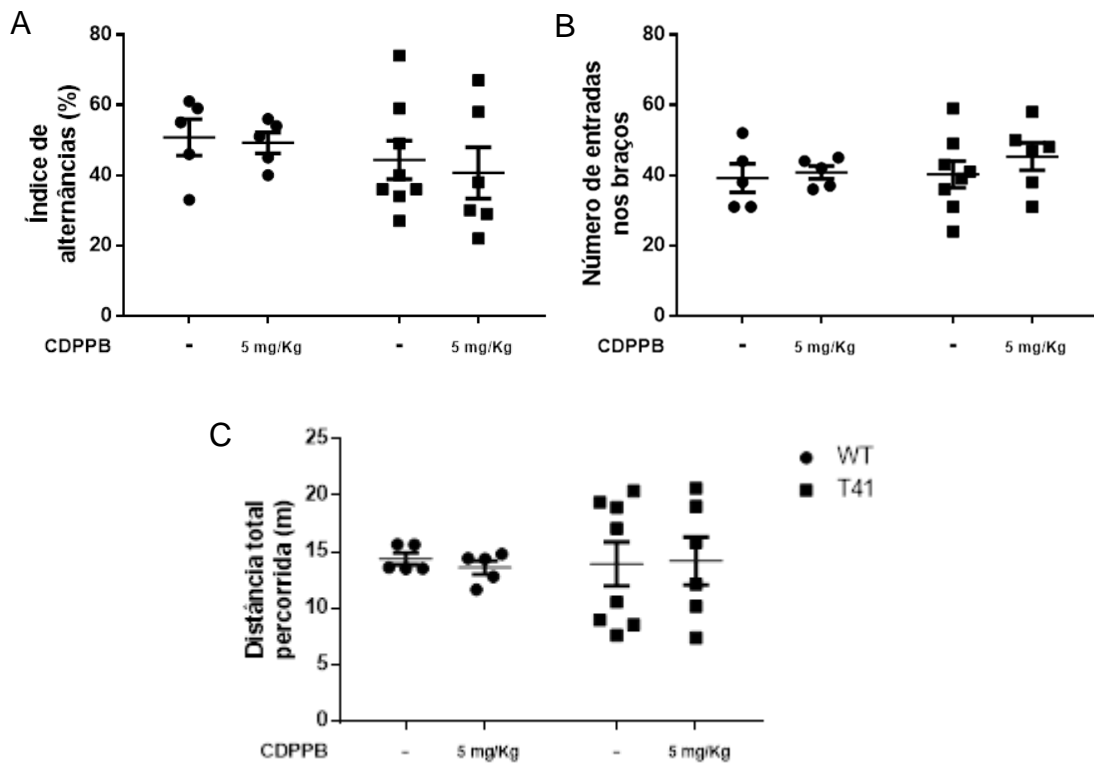 A
80
60
40
20
0
Índice de
alternâncias (%)
CDPPB - 5 mg/Kg - 5 mg/Kg
B
80
60
40
20
0
Número de entradas
nos braços
CDPPB - 5 mg/Kg - 5 mg/Kg
C
25
20
15
10
5
0
Distância total
percorrida (m)
CDPPB - 5 mg/Kg - 5 mg/Kg
WT
T41